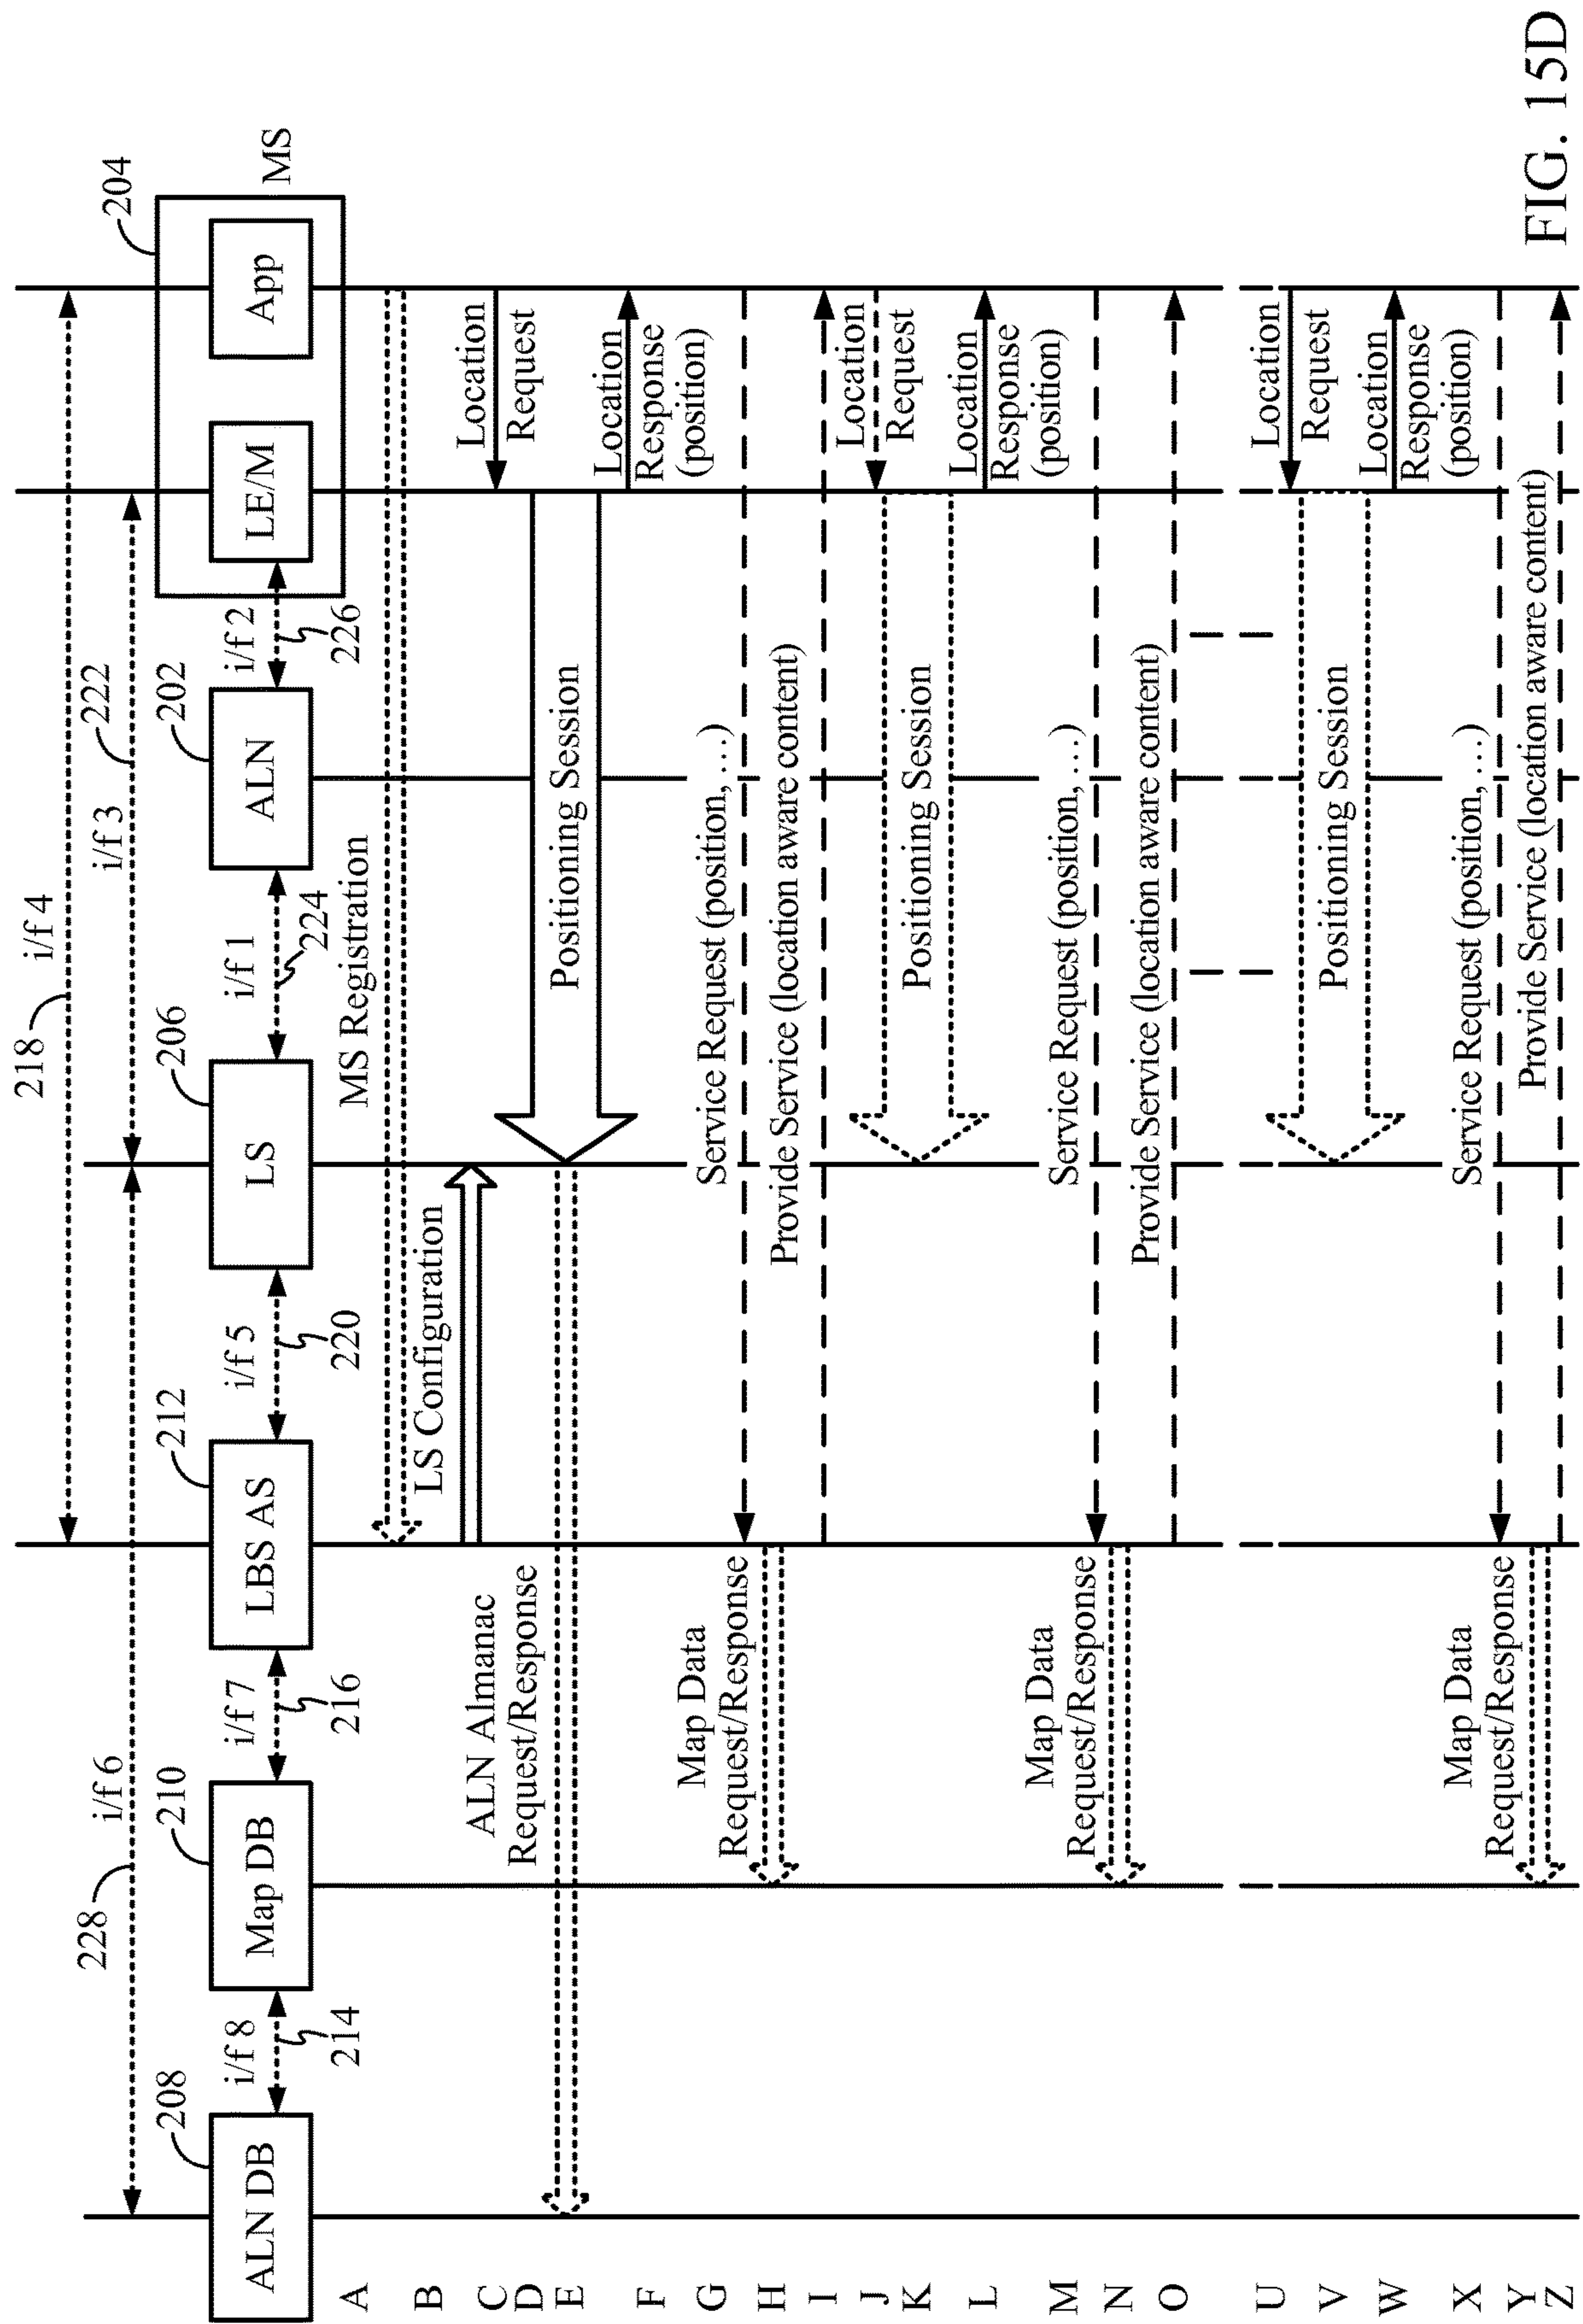 218
i/f 4
228
i/f 6
i/f 3
222
204
208
210
212
206
202
ALN DB
i/f 8
214
Map DB
i/f 7
216
LBS AS
i/f 5
220
LS
i/f 1
224
ALN
i/f 2
226
LE/M
App
MS
A
MS Registration
B
LS Configuration
C
Location
Request
D
ALN Almanac
Request/Response
E
Positioning Session
F
Location
Response
(position)
G
Service Request (position, …)
H
Map Data
Request/Response
I
Provide Service (location aware content)
J
Location
Request
K
Positioning Session
L
Location
Response
(position)
M
Service Request (position, …)
N
Map Data
Request/Response
O
Provide Service (location aware content)
U
Location
Request
V
Positioning Session
W
Location
Response
(position)
X
Service Request (position, …)
Y
Map Data
Request/Response
Z
Provide Service (location aware content)
FIG. 15D